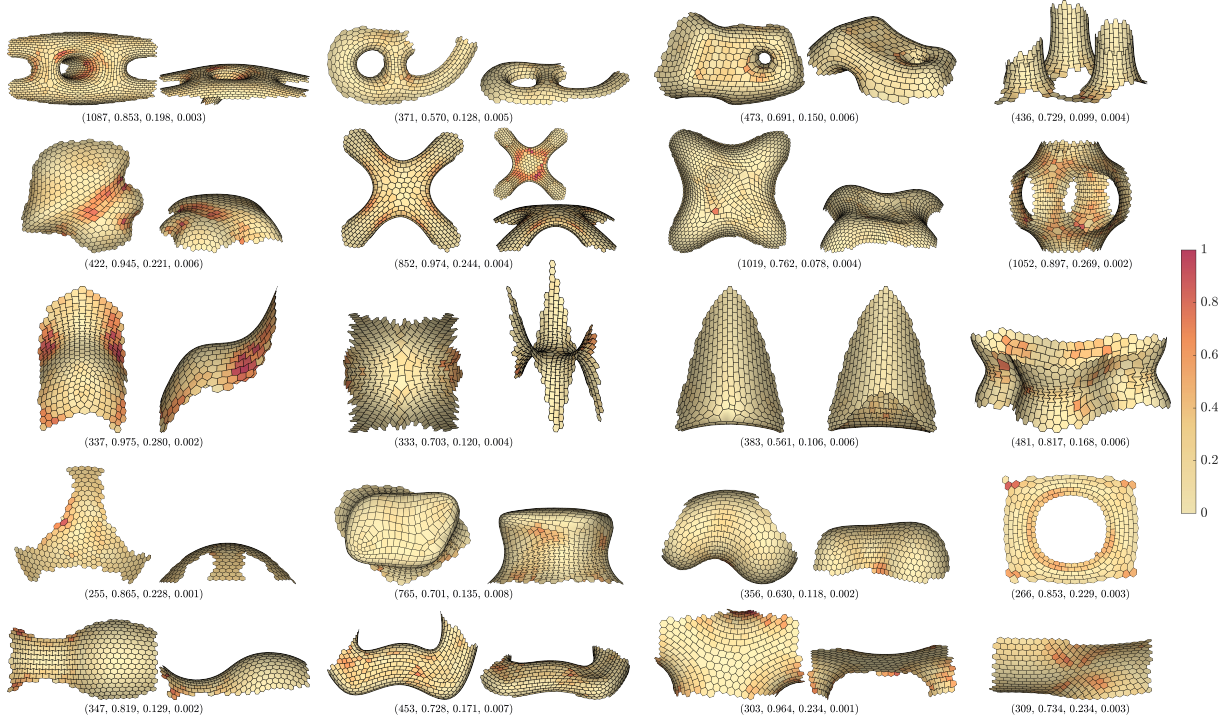 (1087, 0.853, 0.198, 0.003)
(371, 0.570, 0.128, 0.005)
(473, 0.691, 0.150, 0.006)
(436, 0.729, 0.099, 0.004)
(422, 0.945, 0.221, 0.006)
(852, 0.974, 0.244, 0.004)
(1019, 0.762, 0.078, 0.004)
(1052, 0.897, 0.269, 0.002)
1
0.8
0.6
0.4
0.2
0
(337, 0.975, 0.280, 0.002)
(333, 0.703, 0.120, 0.004)
(383, 0.561, 0.106, 0.006)
(481, 0.817, 0.168, 0.006)
(255, 0.865, 0.228, 0.001)
(765, 0.701, 0.135, 0.008)
(356, 0.630, 0.118, 0.002)
(266, 0.853, 0.229, 0.003)
(347, 0.819, 0.129, 0.002)
(453, 0.728, 0.171, 0.007)
(303, 0.964, 0.234, 0.001)
(309, 0.734, 0.234, 0.003)